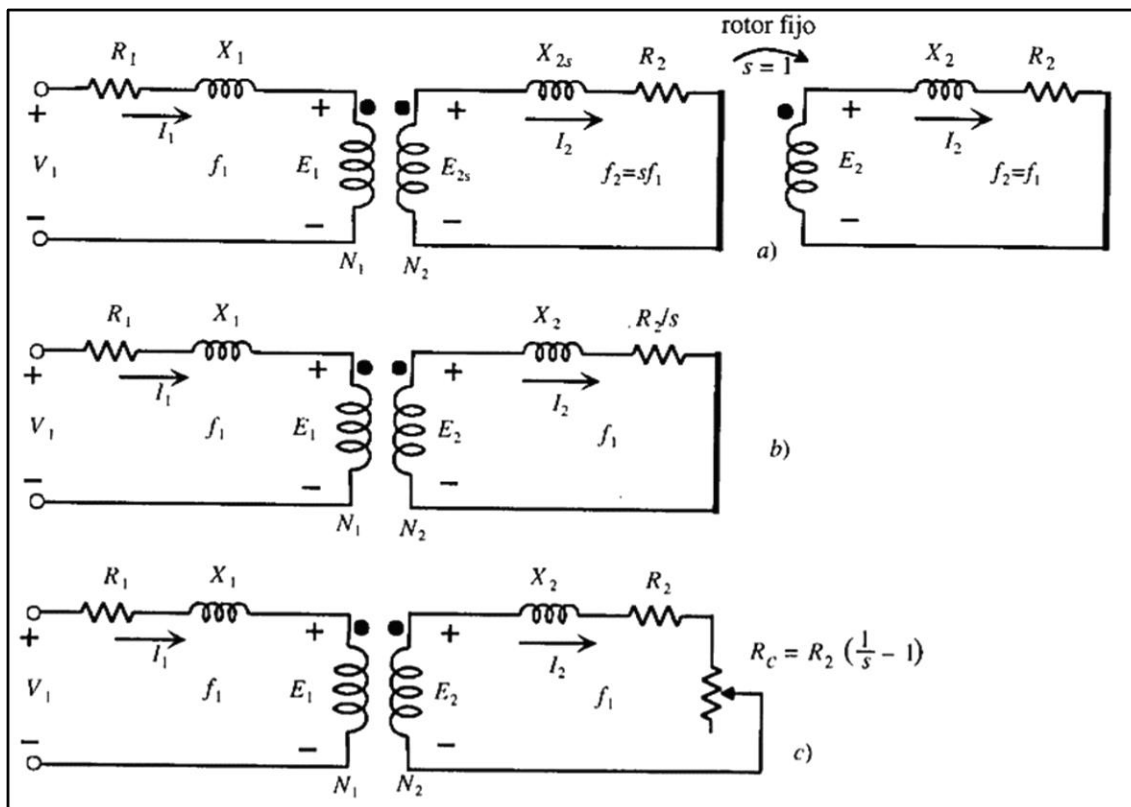 rotor fijo
R₁ X₁ X₂ₛ R₂ s = 1 X₂ R₂
+ I₁ + + I₂ + I₂
V₁ f₁ E₁ E₂ₛ f₂=sf₁ E₂ f₂=f₁
− − − −
N₁ N₂ a)
R₁ X₁ X₂ R₂/s
+ I₁ + + I₂
V₁ f₁ E₁ E₂ f₁ b)
− − −
N₁ N₂
R₁ X₁ X₂ R₂
+ I₁ + + I₂ R_C = R₂ (1/s − 1)
V₁ f₁ E₁ E₂ f₁
− − − c)
N₁ N₂